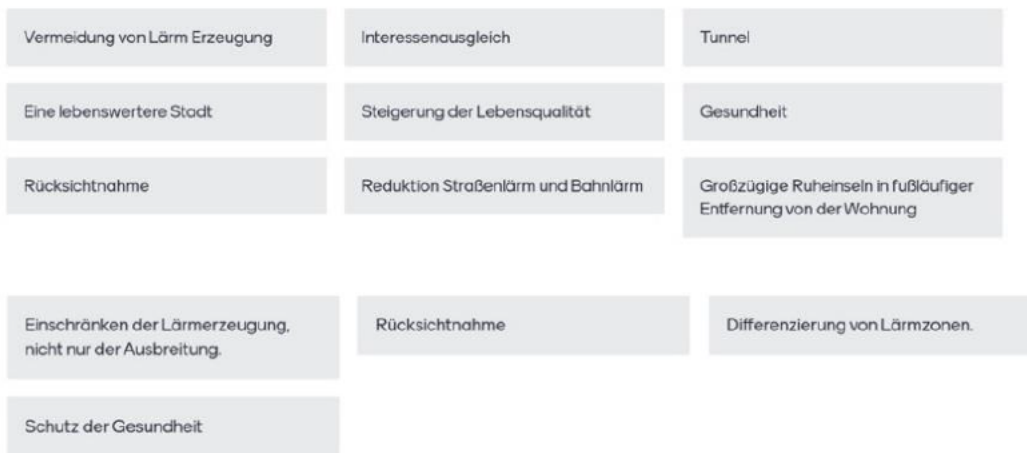 Vermeidung von Lärm Erzeugung
Interessenausgleich
Tunnel
Eine lebenswertere Stadt
Steigerung der Lebensqualität
Gesundheit
Rücksichtnahme
Reduktion Straßenlärm und Bahnlärm
Großzügige Ruheinseln in fußläufiger
Entfernung von der Wohnung
Einschränken der Lärmerzeugung,
nicht nur der Ausbreitung.
Rücksichtnahme
Differenzierung von Lärmzonen.
Schutz der Gesundheit